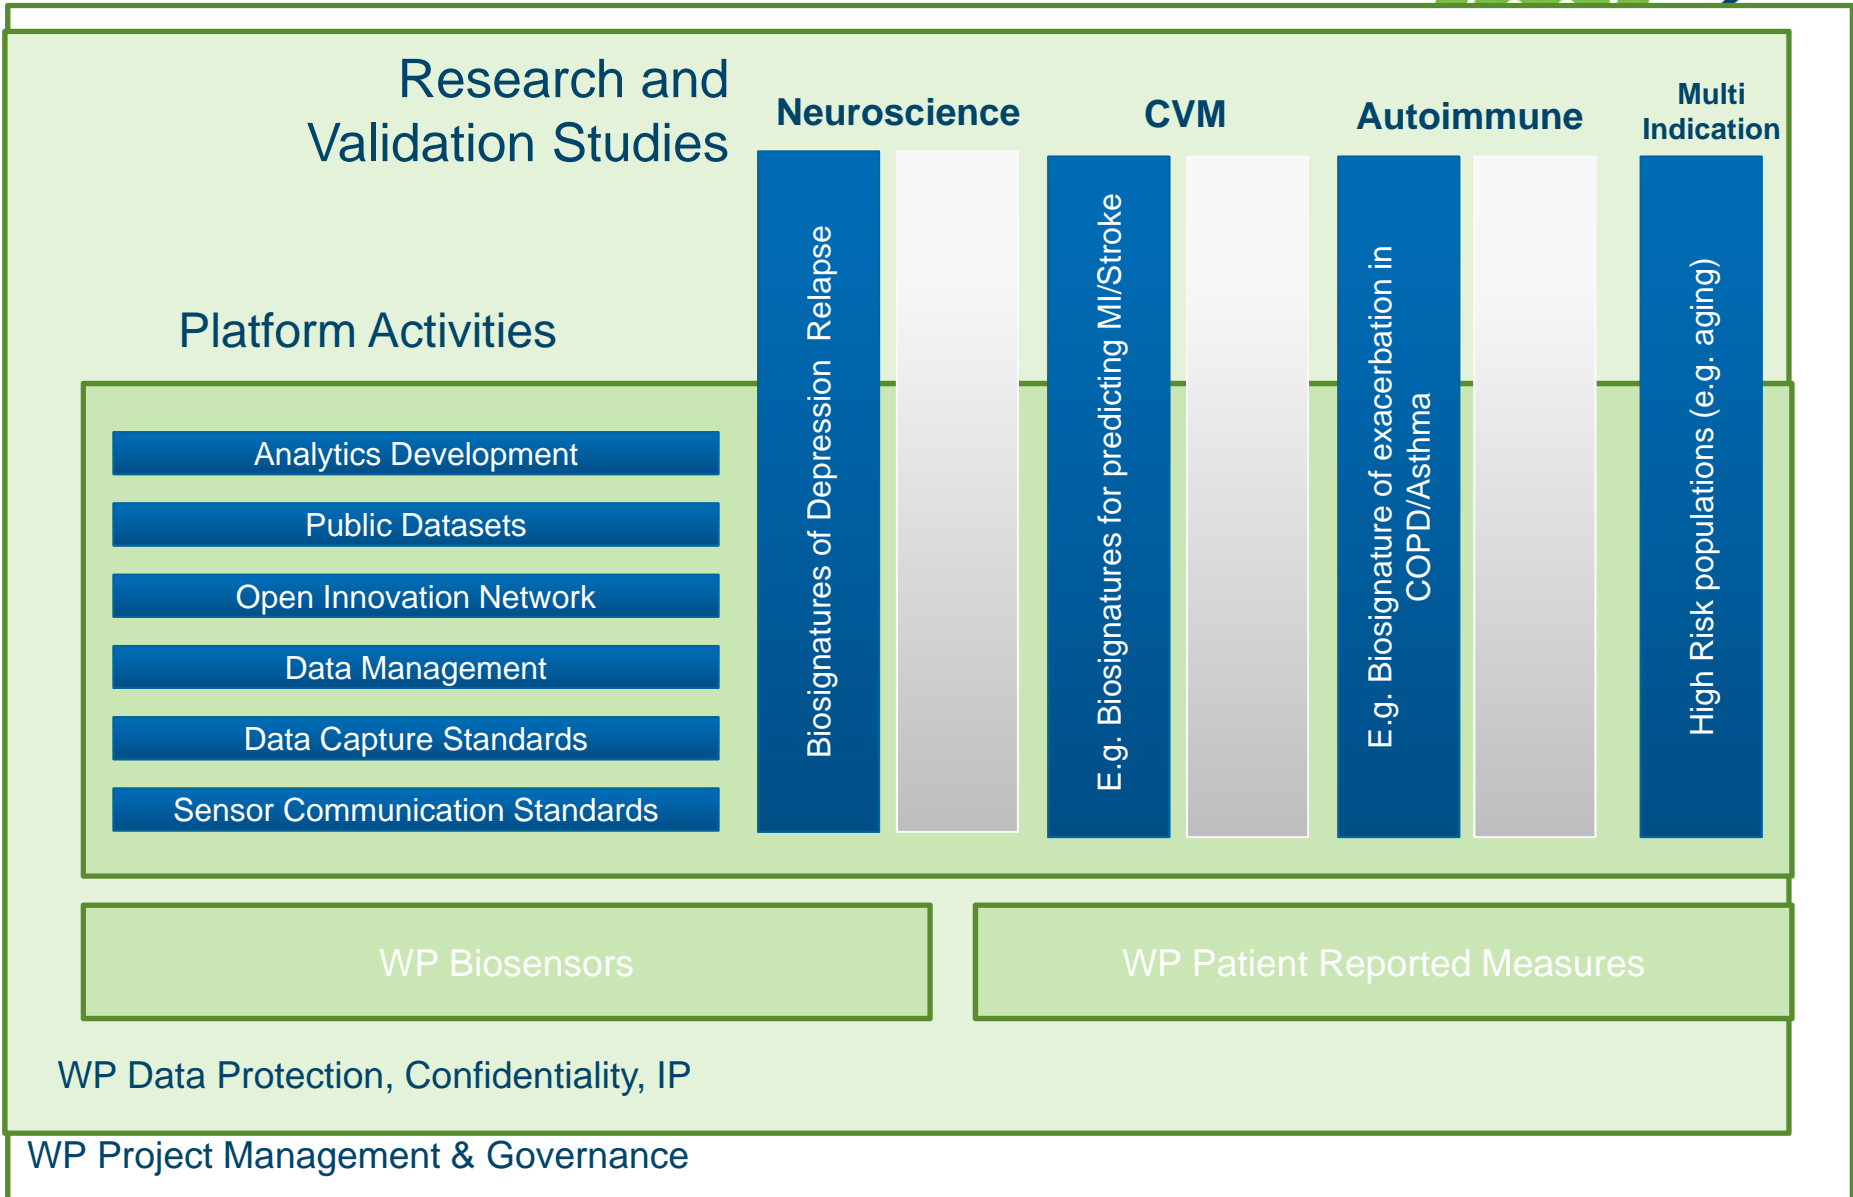 Research and
Validation Studies
Neuroscience
CVM
Autoimmune
Multi
Indication
Platform Activities
Analytics Development
Public Datasets
Open Innovation Network
Data Management
Data Capture Standards
Sensor Communication Standards
Biosignatures of Depression  Relapse
E.g. Biosignatures for predicting MI/Stroke
E.g. Biosignature of exacerbation in
COPD/Asthma
High Risk populations (e.g. aging)
WP Biosensors
WP Patient Reported Measures
WP Data Protection, Confidentiality, IP
WP Project Management & Governance